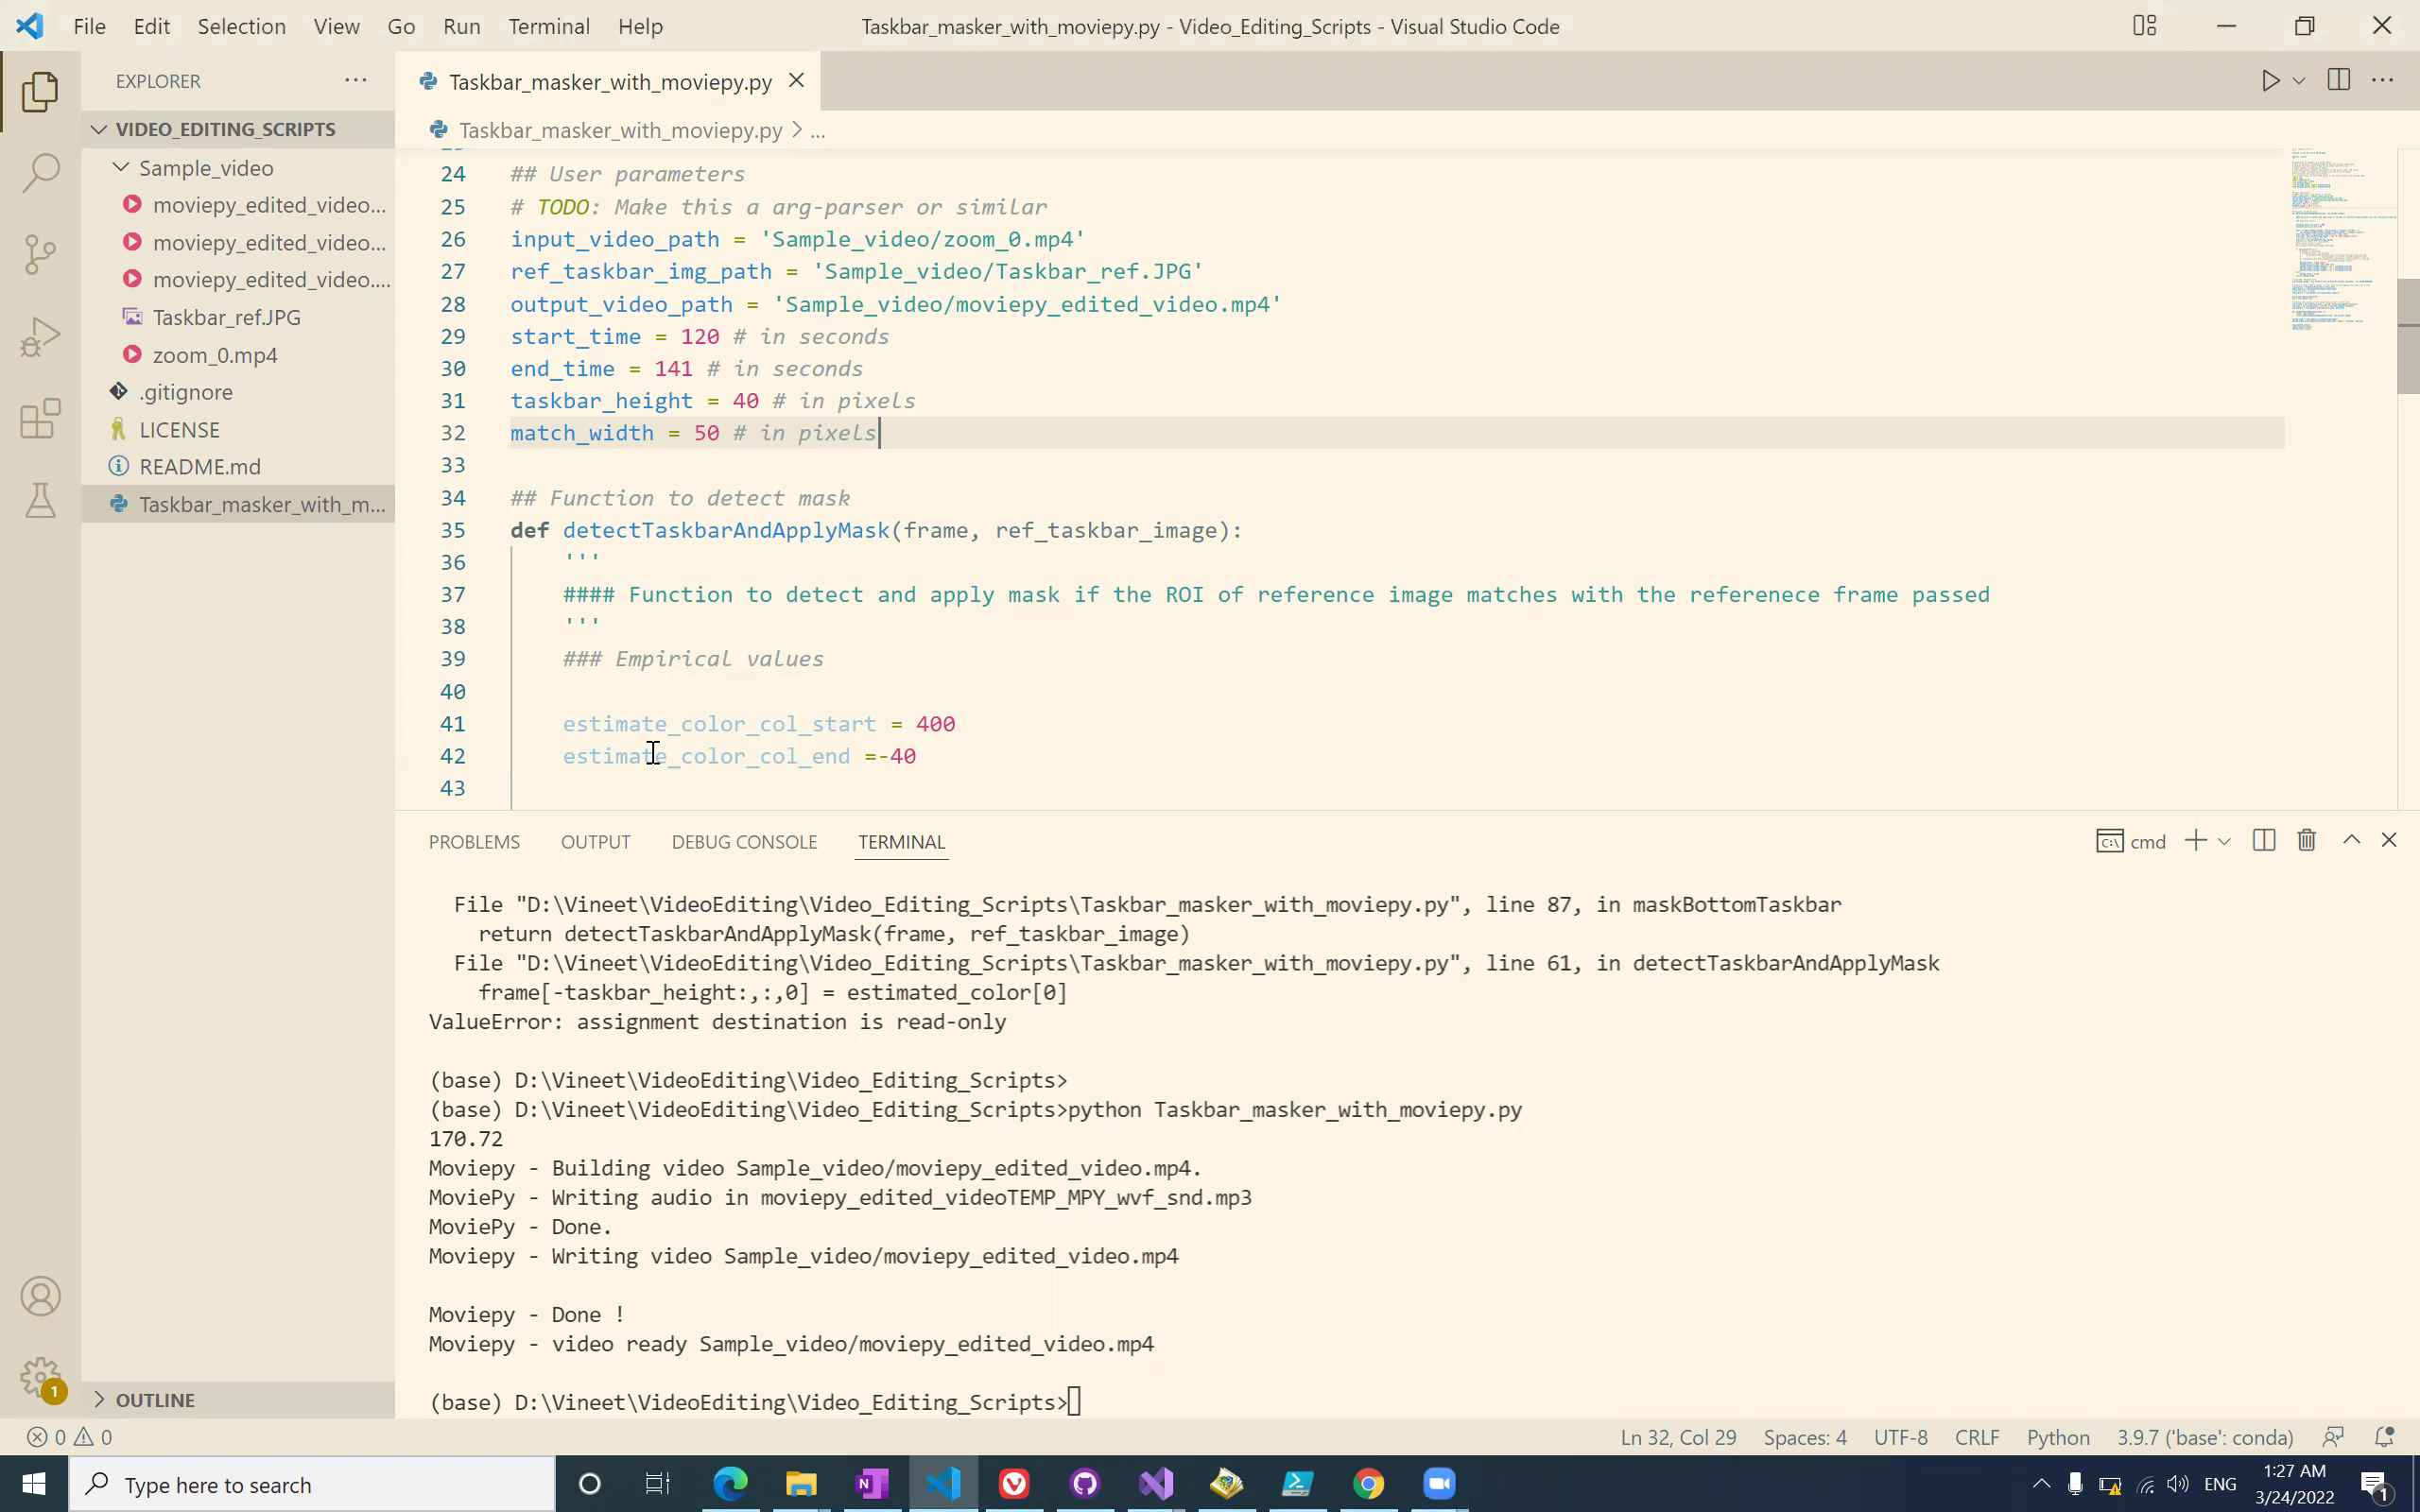 File Edit Selection View Go Run Terminal Help
Taskbar_masker_with_moviepy.py - Video_Editing_Scripts - Visual Studio Code
EXPLORER
VIDEO_EDITING_SCRIPTS
Sample_video
moviepy_edited_video...
moviepy_edited_video...
moviepy_edited_video....
Taskbar_ref.JPG
zoom_0.mp4
.gitignore
LICENSE
README.md
Taskbar_masker_with_m...
OUTLINE
Taskbar_masker_with_moviepy.py
Taskbar_masker_with_moviepy.py > ...
24 ## User parameters
25 # TODO: Make this a arg-parser or similar
26 input_video_path = 'Sample_video/zoom_0.mp4'
27 ref_taskbar_img_path = 'Sample_video/Taskbar_ref.JPG'
28 output_video_path = 'Sample_video/moviepy_edited_video.mp4'
29 start_time = 120 # in seconds
30 end_time = 141 # in seconds
31 taskbar_height = 40 # in pixels
32 match_width = 50 # in pixels
33
34 ## Function to detect mask
35 def detectTaskbarAndApplyMask(frame, ref_taskbar_image):
36 '''
37 #### Function to detect and apply mask if the ROI of reference image matches with the referenece frame passed
38 '''
39 ### Empirical values
40
41 estimate_color_col_start = 400
42 estimate_color_col_end =-40
43
PROBLEMS OUTPUT DEBUG CONSOLE TERMINAL
cmd
File "D:\Vineet\VideoEditing\Video_Editing_Scripts\Taskbar_masker_with_moviepy.py", line 87, in maskBottomTaskbar
return detectTaskbarAndApplyMask(frame, ref_taskbar_image)
File "D:\Vineet\VideoEditing\Video_Editing_Scripts\Taskbar_masker_with_moviepy.py", line 61, in detectTaskbarAndApplyMask
frame[-taskbar_height:,:,0] = estimated_color[0]
ValueError: assignment destination is read-only
(base) D:\Vineet\VideoEditing\Video_Editing_Scripts>
(base) D:\Vineet\VideoEditing\Video_Editing_Scripts>python Taskbar_masker_with_moviepy.py
170.72
Moviepy - Building video Sample_video/moviepy_edited_video.mp4.
MoviePy - Writing audio in moviepy_edited_videoTEMP_MPY_wvf_snd.mp3
MoviePy - Done.
Moviepy - Writing video Sample_video/moviepy_edited_video.mp4
Moviepy - Done !
Moviepy - video ready Sample_video/moviepy_edited_video.mp4
(base) D:\Vineet\VideoEditing\Video_Editing_Scripts>
1
0 0
Ln 32, Col 29 Spaces: 4 UTF-8 CRLF Python 3.9.7 ('base': conda)
Type here to search
ENG
1:27 AM
3/24/2022
1